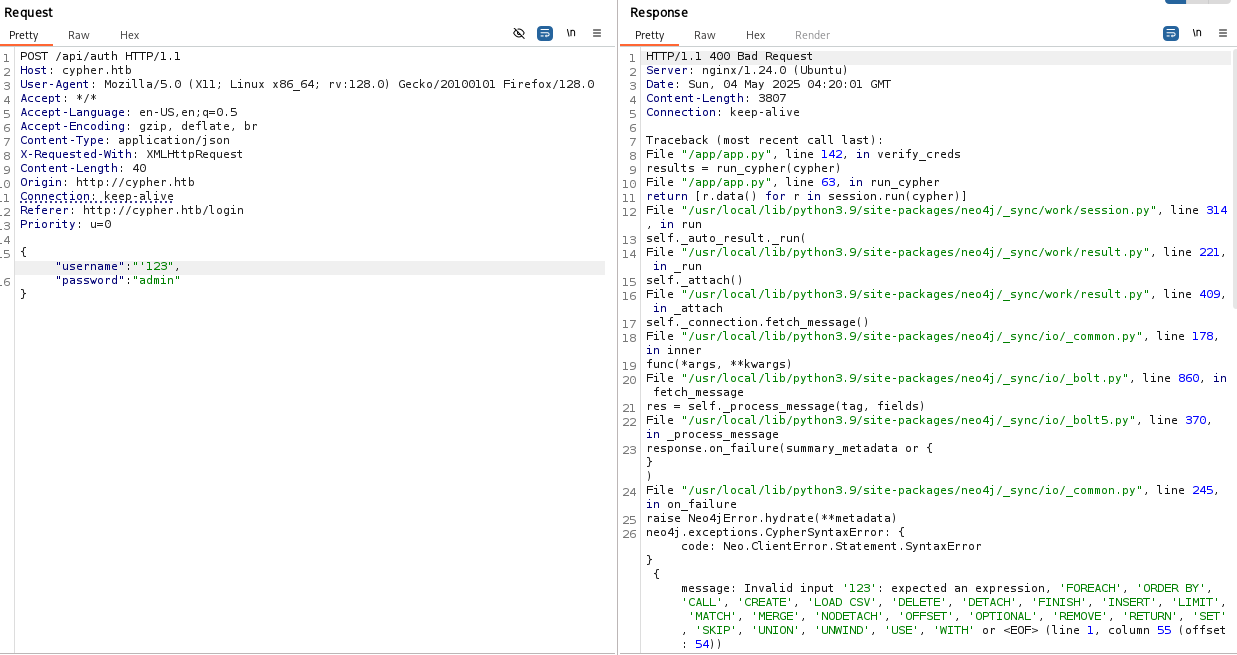 Request
Pretty Raw Hex
\n
1 POST /api/auth HTTP/1.1
2 Host: cypher.htb
3 User-Agent: Mozilla/5.0 (X11; Linux x86_64; rv:128.0) Gecko/20100101 Firefox/128.0
4 Accept: */*
5 Accept-Language: en-US,en;q=0.5
6 Accept-Encoding: gzip, deflate, br
7 Content-Type: application/json
8 X-Requested-With: XMLHttpRequest
9 Content-Length: 40
10 Origin: http://cypher.htb
11 Connection: keep-alive
12 Referer: http://cypher.htb/login
13 Priority: u=0
14
15 {
"username":"'123",
16 "password":"admin"
}
Response
Pretty Raw Hex Render
\n
1 HTTP/1.1 400 Bad Request
2 Server: nginx/1.24.0 (Ubuntu)
3 Date: Sun, 04 May 2025 04:20:01 GMT
4 Content-Length: 3807
5 Connection: keep-alive
6
7 Traceback (most recent call last):
8 File "/app/app.py", line 142, in verify_creds
9 results = run_cypher(cypher)
10 File "/app/app.py", line 63, in run_cypher
11 return [r.data() for r in session.run(cypher)]
12 File "/usr/local/lib/python3.9/site-packages/neo4j/_sync/work/session.py", line 314
, in run
13 self._auto_result._run(
14 File "/usr/local/lib/python3.9/site-packages/neo4j/_sync/work/result.py", line 221,
in _run
15 self._attach()
16 File "/usr/local/lib/python3.9/site-packages/neo4j/_sync/work/result.py", line 409,
in _attach
17 self._connection.fetch_message()
18 File "/usr/local/lib/python3.9/site-packages/neo4j/_sync/io/_common.py", line 178,
in inner
19 func(*args, **kwargs)
20 File "/usr/local/lib/python3.9/site-packages/neo4j/_sync/io/_bolt.py", line 860, in
fetch_message
21 res = self._process_message(tag, fields)
22 File "/usr/local/lib/python3.9/site-packages/neo4j/_sync/io/_bolt5.py", line 370,
in _process_message
23 response.on_failure(summary_metadata or {
}
)
24 File "/usr/local/lib/python3.9/site-packages/neo4j/_sync/io/_common.py", line 245,
in on_failure
25 raise Neo4jError.hydrate(**metadata)
26 neo4j.exceptions.CypherSyntaxError: {
code: Neo.ClientError.Statement.SyntaxError
}
{
message: Invalid input '123': expected an expression, 'FOREACH', 'ORDER BY',
'CALL', 'CREATE', 'LOAD CSV', 'DELETE', 'DETACH', 'FINISH', 'INSERT', 'LIMIT',
'MATCH', 'MERGE', 'NODETACH', 'OFFSET', 'OPTIONAL', 'REMOVE', 'RETURN', 'SET'
, 'SKIP', 'UNION', 'UNWIND', 'USE', 'WITH' or <EOF> (line 1, column 55 (offset
: 54))